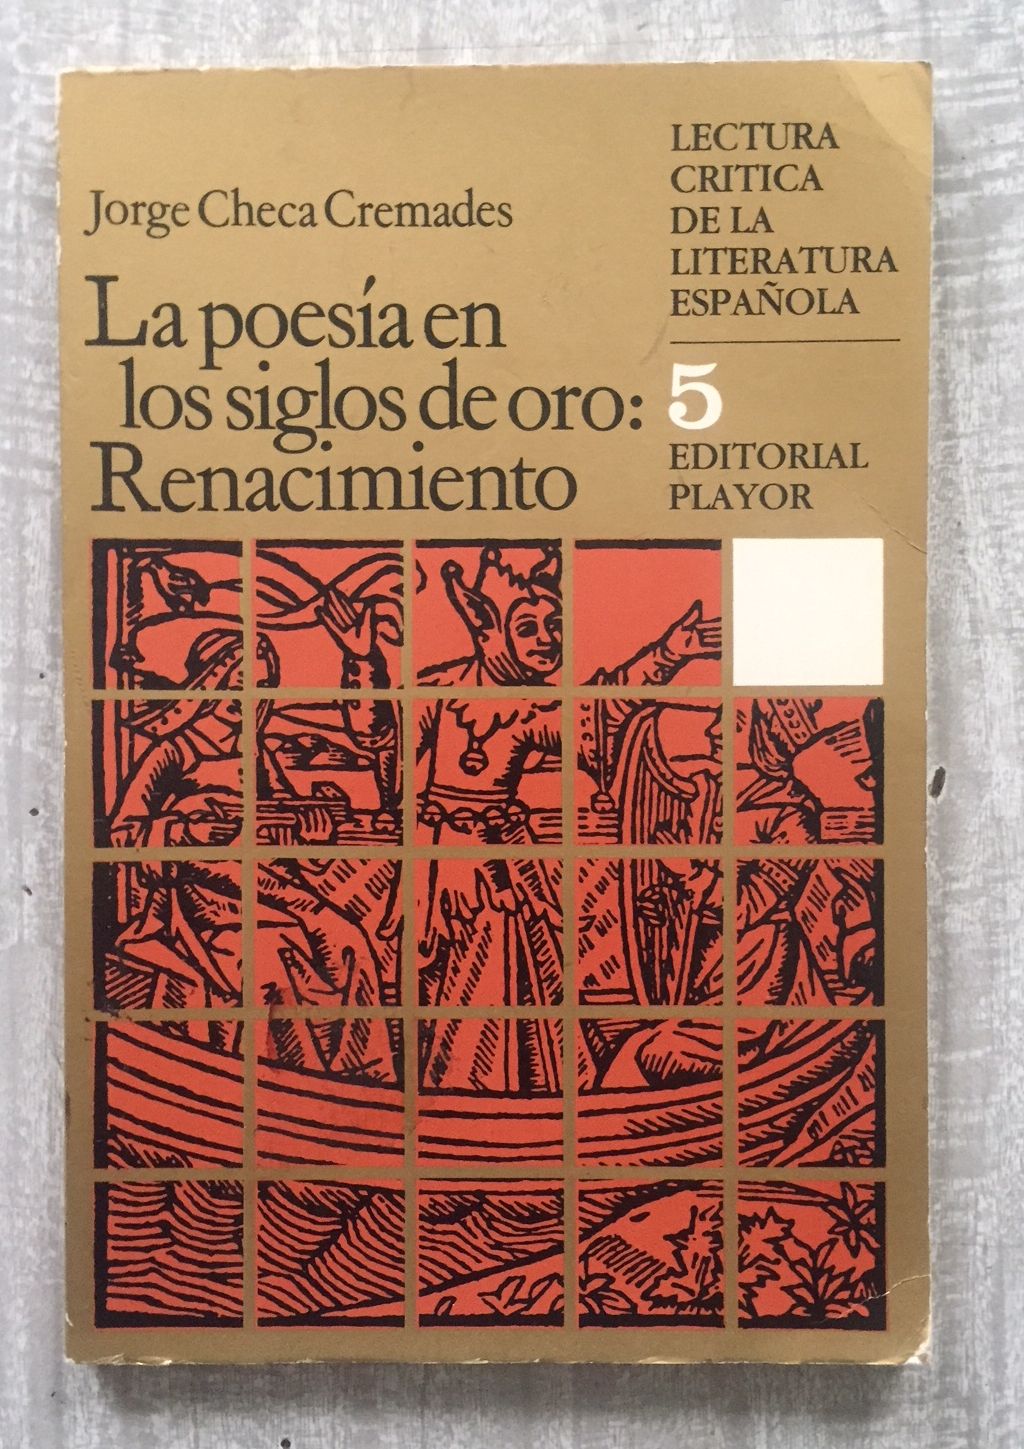 Jorge Checa Cremades
La poesía en
los siglos de oro:
Renacimiento
LECTURA
CRITICA
DE LA
LITERATURA
ESPAÑOLA
5
EDITORIAL
PLAYOR